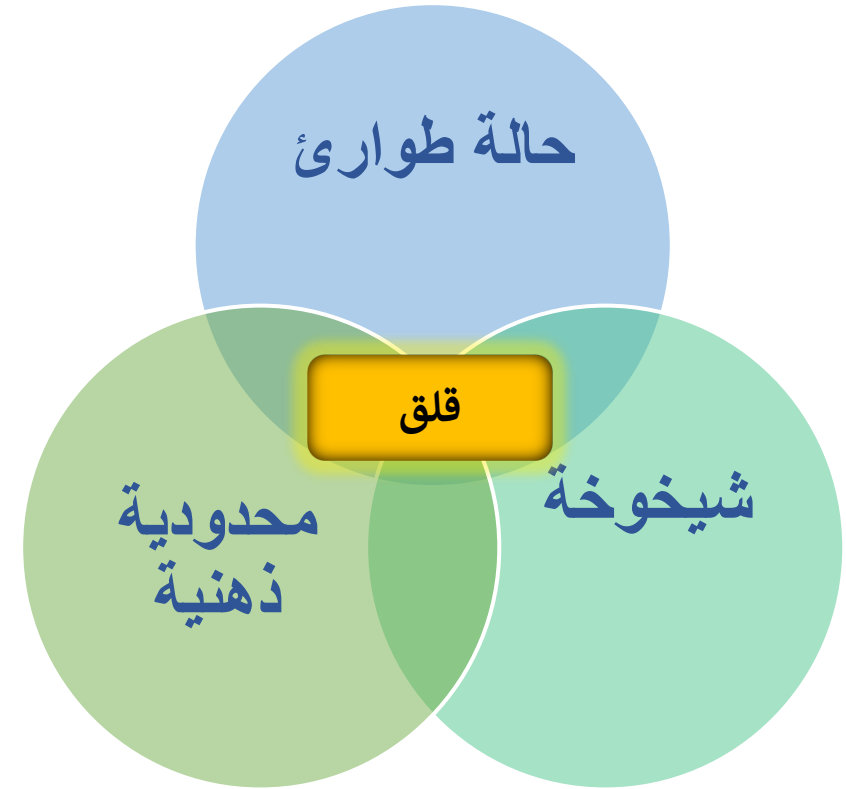 حالة طوارئ
قلق
شيخوخة
محدودية
ذهنية